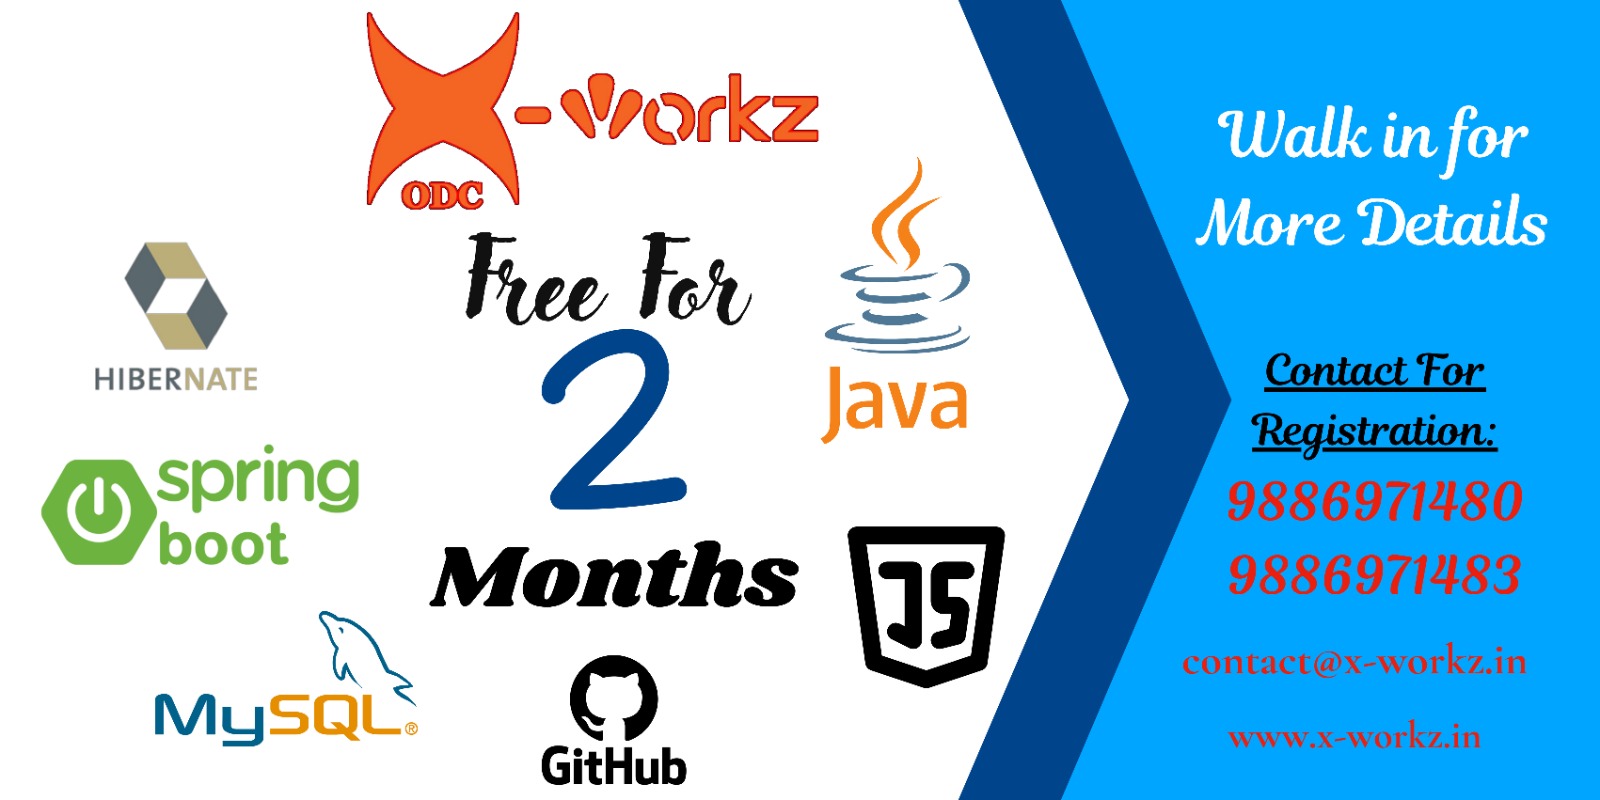 X-workz
ODC
Free For
2
Months
HIBERNATE
spring
boot
MySQL®
GitHub
Java
JS
Walk in for
More Details
Contact For
Registration:
9886971480
9886971483
contact@x-workz.in
www.x-workz.in